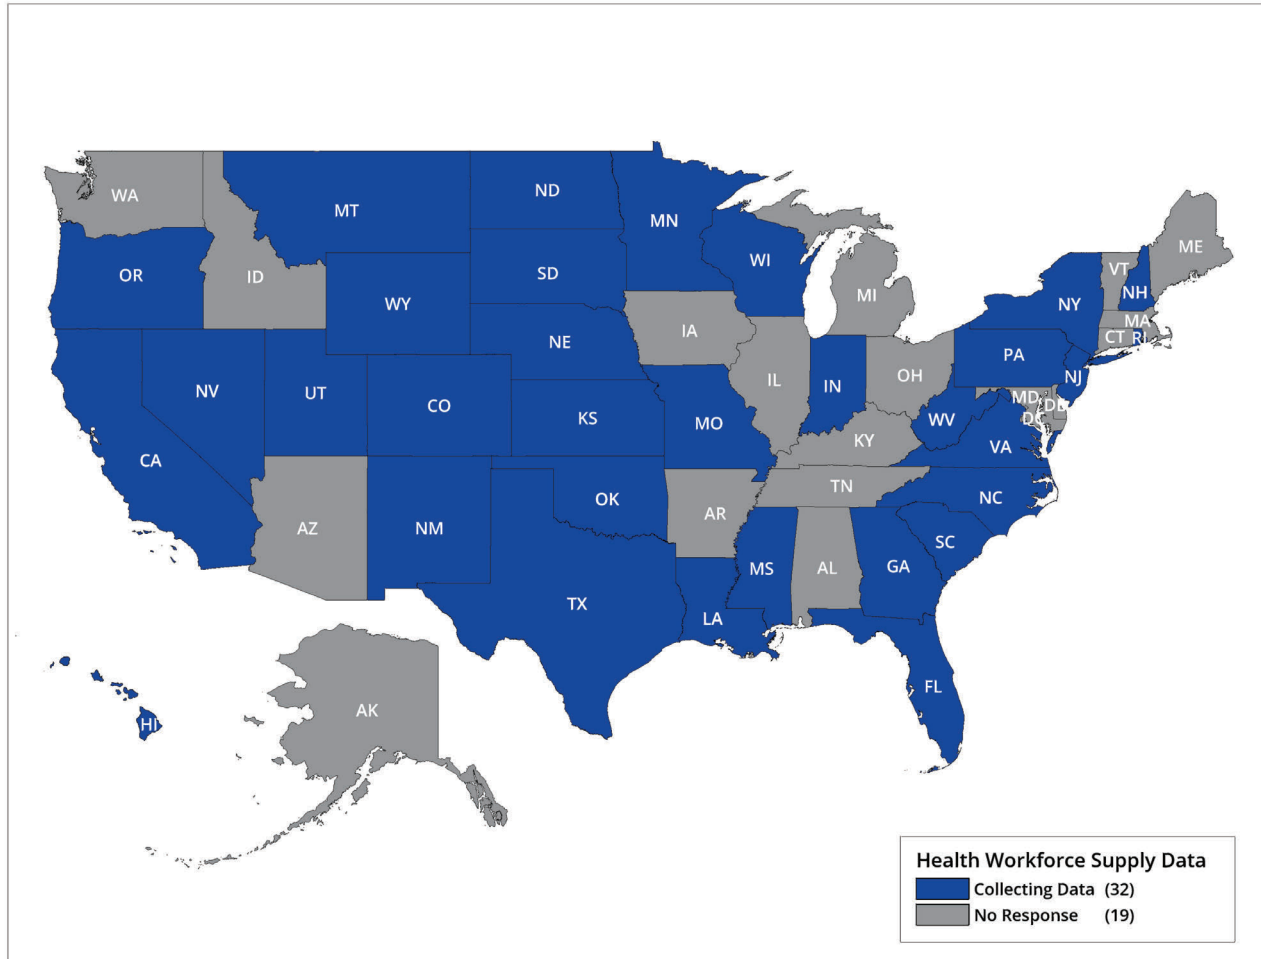 WA
MT
ND
MN
ME
OR
ID
SD
WI
VT
NH
WY
MI
NY
MA
IA
CT
RI
NE
PA
NV
UT
CO
IL
IN
OH
NJ
KS
MO
MD
DE
WV
DC
CA
KY
VA
TN
NC
AZ
NM
OK
AR
SC
MS
AL
GA
TX
LA
FL
AK
HI
Health Workforce Supply Data
Collecting Data (32)
No Response (19)